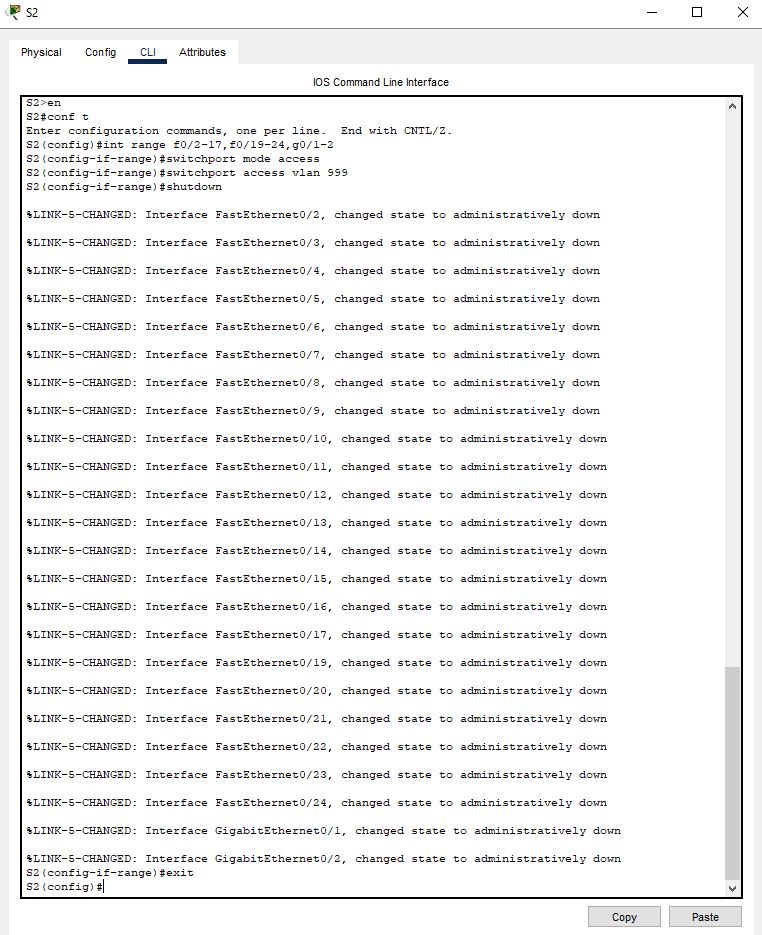 S2
Physical Config CLI Attributes
IOS Command Line Interface
S2>en
S2#conf t
Enter configuration commands, one per line.  End with CNTL/Z.
S2(config)#int range f0/2-17,f0/19-24,g0/1-2
S2(config-if-range)#switchport mode access
S2(config-if-range)#switchport access vlan 999
S2(config-if-range)#shutdown
%LINK-5-CHANGED: Interface FastEthernet0/2, changed state to administratively down
%LINK-5-CHANGED: Interface FastEthernet0/3, changed state to administratively down
%LINK-5-CHANGED: Interface FastEthernet0/4, changed state to administratively down
%LINK-5-CHANGED: Interface FastEthernet0/5, changed state to administratively down
%LINK-5-CHANGED: Interface FastEthernet0/6, changed state to administratively down
%LINK-5-CHANGED: Interface FastEthernet0/7, changed state to administratively down
%LINK-5-CHANGED: Interface FastEthernet0/8, changed state to administratively down
%LINK-5-CHANGED: Interface FastEthernet0/9, changed state to administratively down
%LINK-5-CHANGED: Interface FastEthernet0/10, changed state to administratively down
%LINK-5-CHANGED: Interface FastEthernet0/11, changed state to administratively down
%LINK-5-CHANGED: Interface FastEthernet0/12, changed state to administratively down
%LINK-5-CHANGED: Interface FastEthernet0/13, changed state to administratively down
%LINK-5-CHANGED: Interface FastEthernet0/14, changed state to administratively down
%LINK-5-CHANGED: Interface FastEthernet0/15, changed state to administratively down
%LINK-5-CHANGED: Interface FastEthernet0/16, changed state to administratively down
%LINK-5-CHANGED: Interface FastEthernet0/17, changed state to administratively down
%LINK-5-CHANGED: Interface FastEthernet0/19, changed state to administratively down
%LINK-5-CHANGED: Interface FastEthernet0/20, changed state to administratively down
%LINK-5-CHANGED: Interface FastEthernet0/21, changed state to administratively down
%LINK-5-CHANGED: Interface FastEthernet0/22, changed state to administratively down
%LINK-5-CHANGED: Interface FastEthernet0/23, changed state to administratively down
%LINK-5-CHANGED: Interface FastEthernet0/24, changed state to administratively down
%LINK-5-CHANGED: Interface GigabitEthernet0/1, changed state to administratively down
%LINK-5-CHANGED: Interface GigabitEthernet0/2, changed state to administratively down
S2(config-if-range)#exit
S2(config)#
Copy Paste